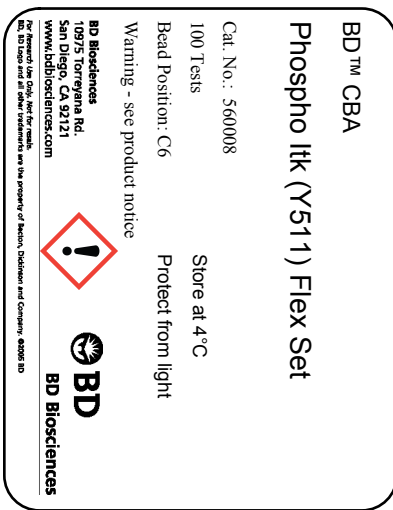 BD™ CBA
Phospho Itk (Y511) Flex Set
Cat. No.: 560008
100 Tests
Store at 4°C
Bead Position: C6
Protect from light
Warning - see product notice
BD Biosciences
10975 Torreyana Rd.
San Diego, CA 92121
www.bdbiosciences.com
BD
BD Biosciences
For Research Use Only. Not for resale.
BD, BD Logo and all other trademarks are the property of Becton, Dickinson and Company. ©2005 BD